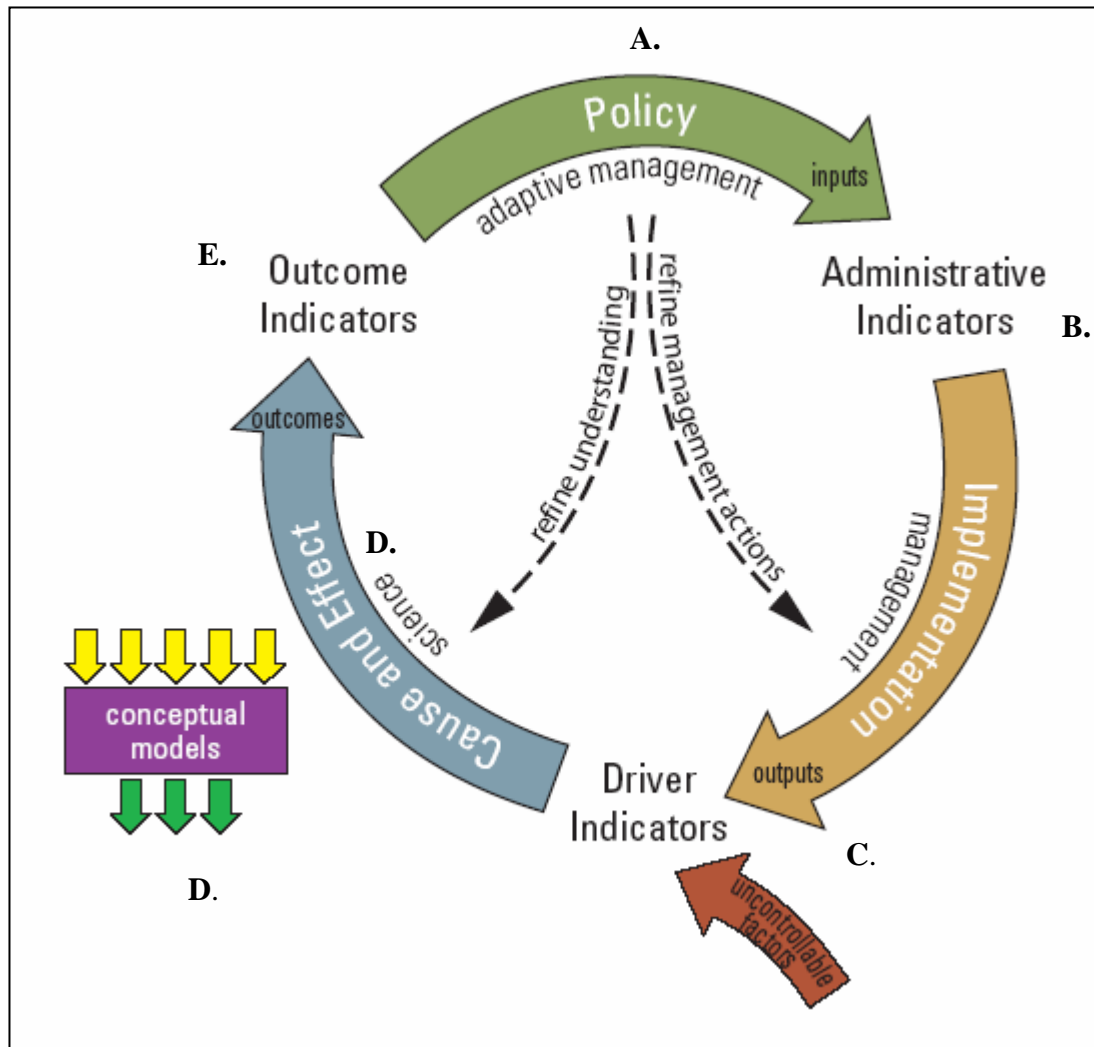 A.
Policy
adaptive management
inputs
E.
Outcome
Indicators
Administrative
Indicators
B.
refine understanding
refine management actions
outcomes
Cause and Effect
D.
science
Implementation
management
outputs
conceptual
models
D.
Driver
Indicators
C.
uncontrollable
factors